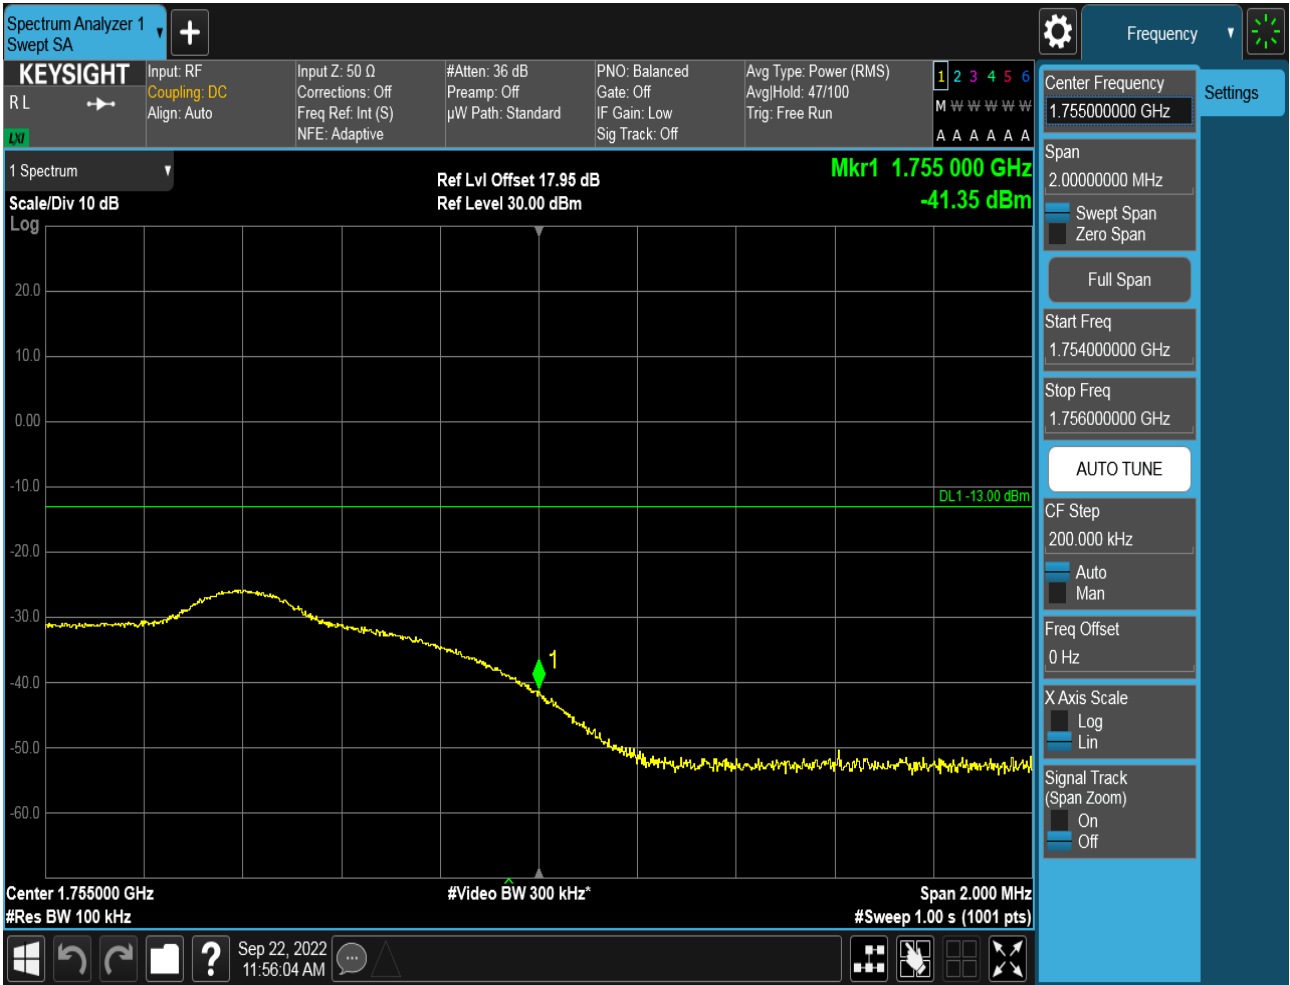 Spectrum Analyzer 1
Swept SA
Frequency
KEYSIGHT
R L
LXI
Input: RF
Coupling: DC
Align: Auto
Input Z: 50 Ω
Corrections: Off
Freq Ref: Int (S)
NFE: Adaptive
#Atten: 36 dB
Preamp: Off
µW Path: Standard
PNO: Balanced
Gate: Off
IF Gain: Low
Sig Track: Off
Avg Type: Power (RMS)
Avg|Hold: 47/100
Trig: Free Run
1 2 3 4 5 6
M W W W W W
A A A A A A
1 Spectrum
Scale/Div 10 dB
Log
Ref Lvl Offset 17.95 dB
Ref Level 30.00 dBm
Mkr1 1.755 000 GHz
-41.35 dBm
20.0
10.0
0.00
-10.0
-20.0
-30.0
-40.0
-50.0
-60.0
DL1 -13.00 dBm
1
Center 1.755000 GHz
#Res BW 100 kHz
#Video BW 300 kHz*
Span 2.000 MHz
#Sweep 1.00 s (1001 pts)
Center Frequency
1.755000000 GHz
Span
2.00000000 MHz
Swept Span
Zero Span
Full Span
Start Freq
1.754000000 GHz
Stop Freq
1.756000000 GHz
AUTO TUNE
CF Step
200.000 kHz
Auto
Man
Freq Offset
0 Hz
X Axis Scale
Log
Lin
Signal Track
(Span Zoom)
On
Off
Settings
?
Sep 22, 2022
11:56:04 AM